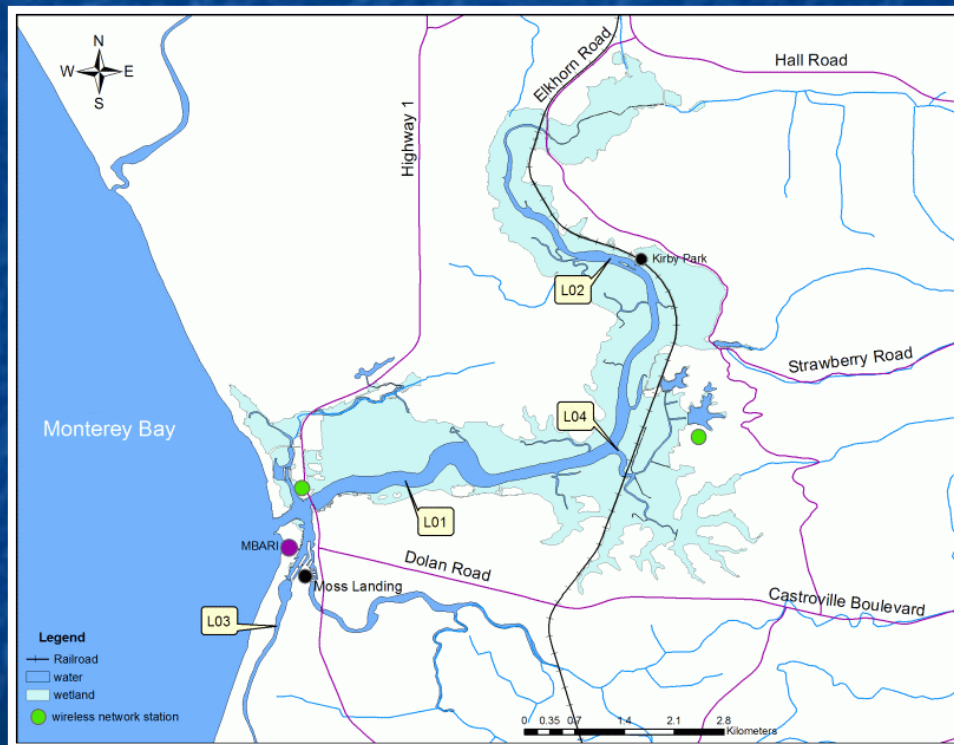 N
W E
S
Elkhorn Road
Hall Road
Highway 1
Kirby Park
L02
Strawberry Road
L04
Monterey Bay
L01
MBARI
Dolan Road
Moss Landing
Castroville Boulevard
L03
Legend
Railroad
water
wetland
wireless network station
0 0.35 0.7 1.4 2.1 2.8
Kilometers